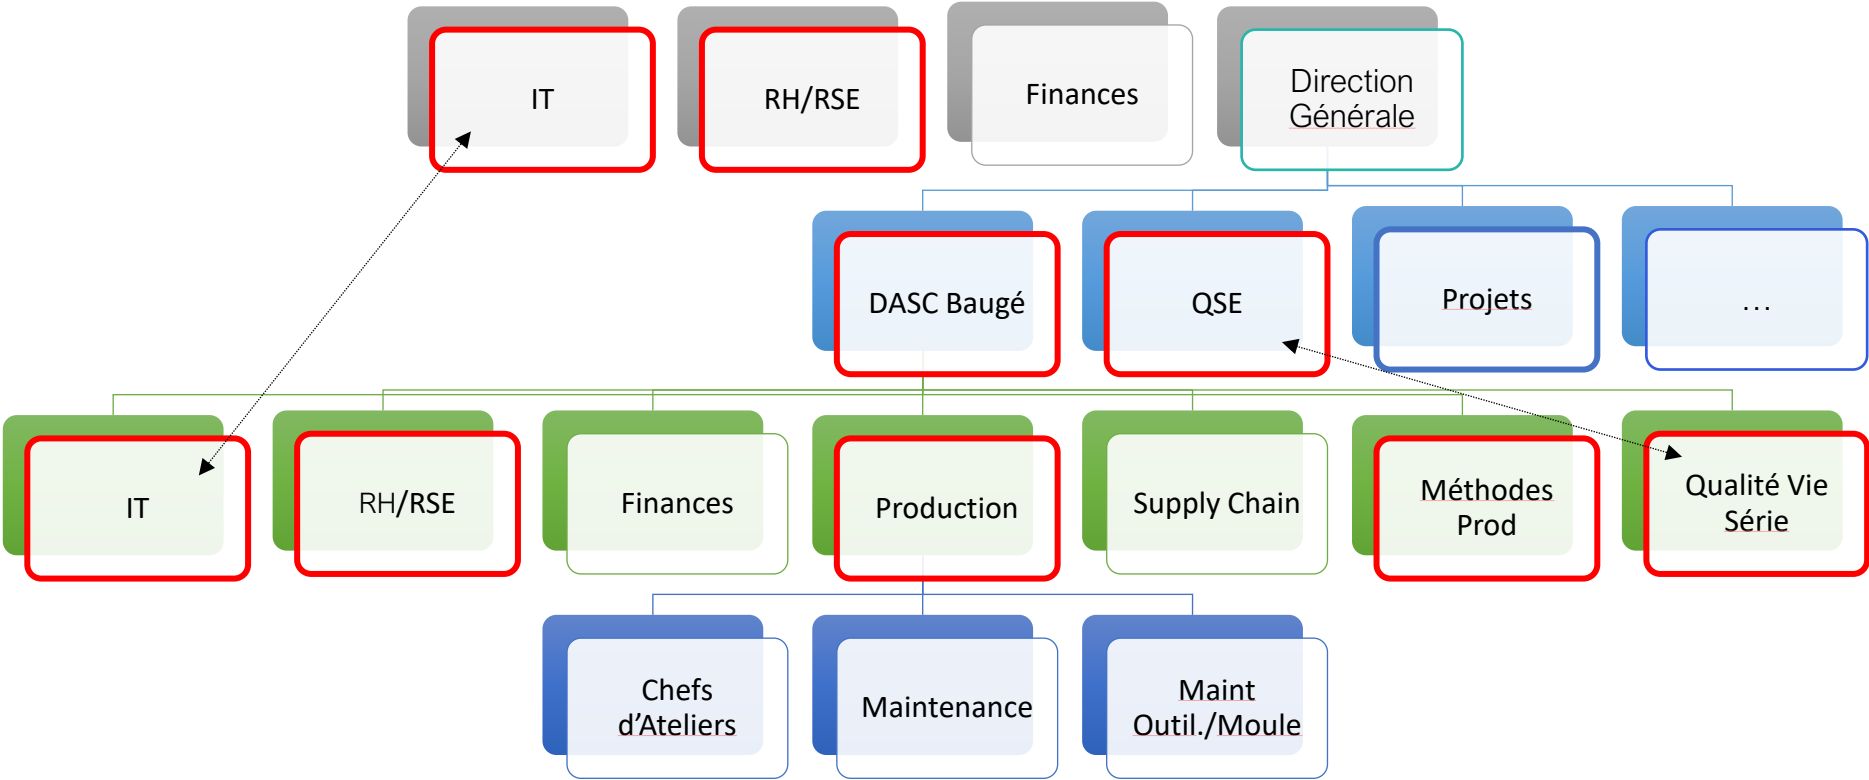 IT
RH/RSE
Finances
Direction
Générale
DASC Baugé
QSE
Projets
...
IT
RH/RSE
Finances
Production
Supply Chain
Méthodes
Prod
Qualité Vie
Série
Chefs
d’Ateliers
Maintenance
Maint
Outil./Moule